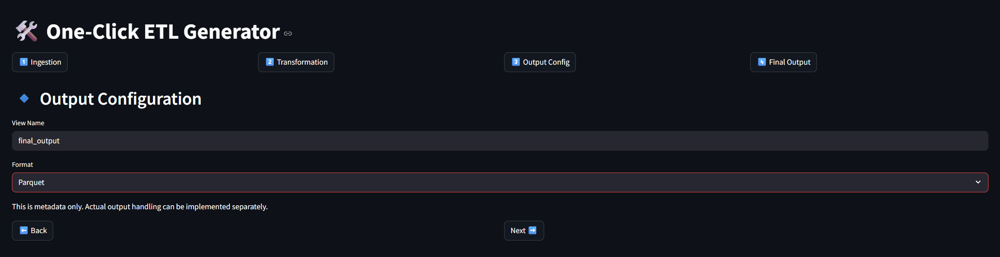 One-Click ETL Generator
1 Ingestion
2 Transformation
3 Output Config
4 Final Output
Output Configuration
View Name
final_output
Format
Parquet
This is metadata only. Actual output handling can be implemented separately.
Back
Next